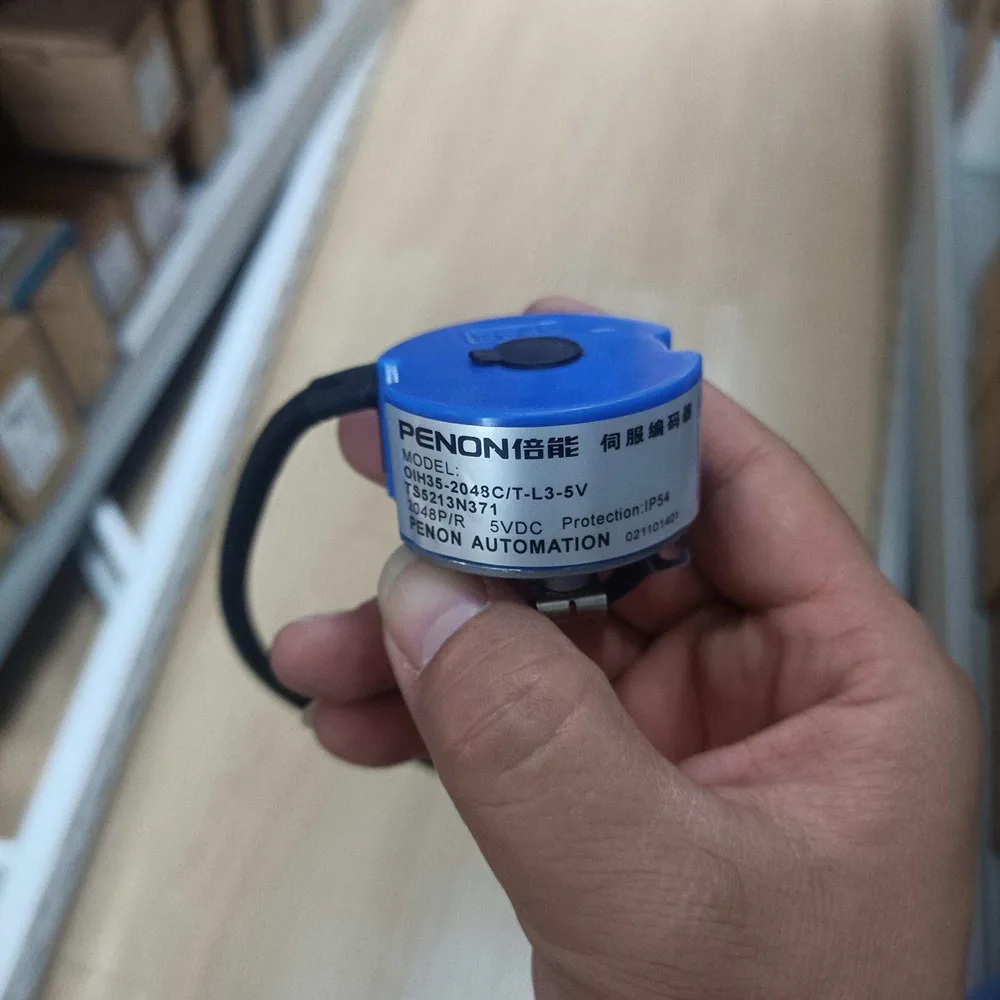 PENON倍能 伺服编码器
MODEL:
OIH35-2048C/T-L3-5V
TS5213N371
2048P/R 5VDC Protection:IP54
PENON AUTOMATION 021101401